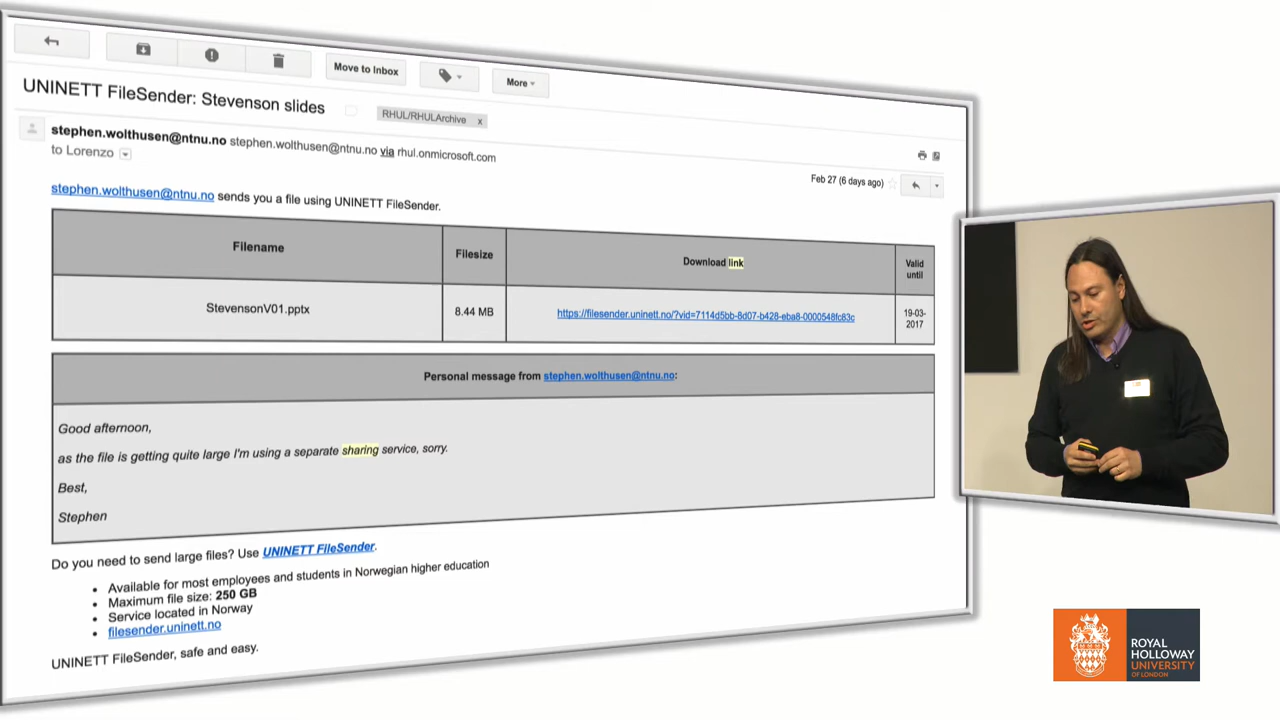 Move to Inbox
More
UNINETT FileSender: Stevenson slides
RHUL/RHULArchive x
stephen.wolthusen@ntnu.no stephen.wolthusen@ntnu.no via rhul.onmicrosoft.com
to Lorenzo
Feb 27 (6 days ago)
stephen.wolthusen@ntnu.no sends you a file using UNINETT FileSender.
Filename Filesize Download link Valid until
StevensonV01.pptx 8.44 MB https://filesender.uninett.no/?vid=7114d5bb-8d07-b428-eba8-0000548fc83c 19-03-2017
Personal message from stephen.wolthusen@ntnu.no:
Good afternoon,
as the file is getting quite large I'm using a separate sharing service, sorry.
Best,
Stephen
Do you need to send large files? Use UNINETT FileSender.
• Available for most employees and students in Norwegian higher education
• Maximum file size: 250 GB
• Service located in Norway
• filesender.uninett.no
UNINETT FileSender, safe and easy.
ROYAL
HOLLOWAY
UNIVERSITY
OF LONDON